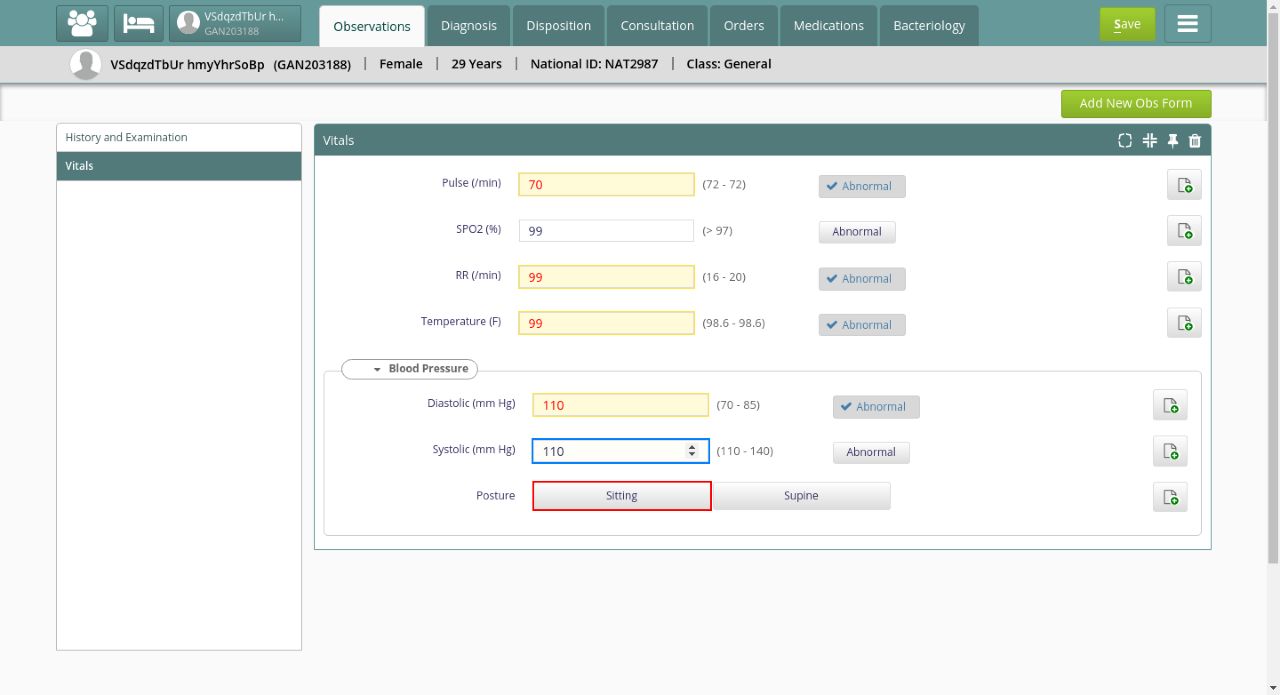 VSdqzdTbUr h...
GAN203188
Observations
Diagnosis
Disposition
Consultation
Orders
Medications
Bacteriology
Save
VSdqzdTbUr hmyYhrSoBp (GAN203188) | Female | 29 Years | National ID: NAT2987 | Class: General
Add New Obs Form
History and Examination
Vitals
Vitals
Pulse (/min) 70 (72 - 72) Abnormal
SPO2 (%) 99 (> 97) Abnormal
RR (/min) 99 (16 - 20) Abnormal
Temperature (F) 99 (98.6 - 98.6) Abnormal
Blood Pressure
Diastolic (mm Hg) 110 (70 - 85) Abnormal
Systolic (mm Hg) 110 (110 - 140) Abnormal
Posture Sitting Supine